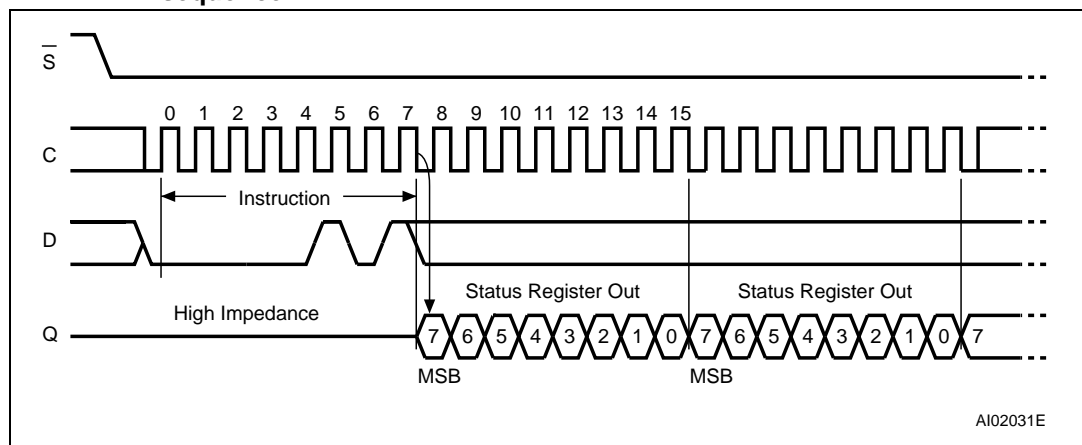 S
0 1 2 3 4 5 6 7 8 9 10 11 12 13 14 15
C
Instruction
D
Status Register Out Status Register Out
High Impedance
Q 7 6 5 4 3 2 1 0 7 6 5 4 3 2 1 0 7
MSB MSB
AI02031E